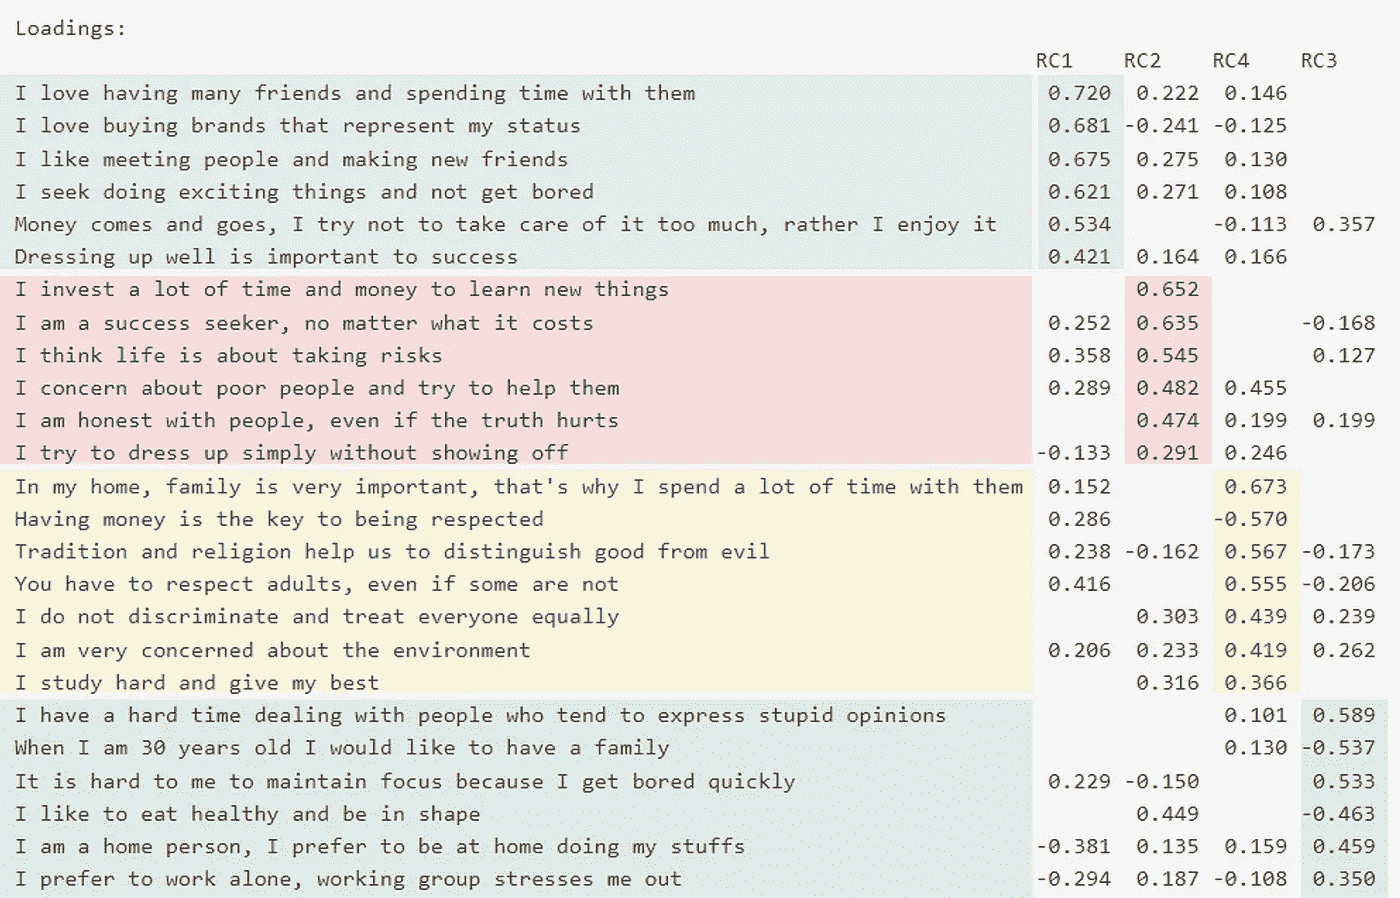 Loadings:
RC1 RC2 RC4 RC3
I love having many friends and spending time with them 0.720 0.222 0.146
I love buying brands that represent my status 0.681 -0.241 -0.125
I like meeting people and making new friends 0.675 0.275 0.130
I seek doing exciting things and not get bored 0.621 0.271 0.108
Money comes and goes, I try not to take care of it too much, rather I enjoy it 0.534 -0.113 0.357
Dressing up well is important to success 0.421 0.164 0.166
I invest a lot of time and money to learn new things 0.652
I am a success seeker, no matter what it costs 0.252 0.635 -0.168
I think life is about taking risks 0.358 0.545 0.127
I concern about poor people and try to help them 0.289 0.482 0.455
I am honest with people, even if the truth hurts 0.474 0.199 0.199
I try to dress up simply without showing off -0.133 0.291 0.246
In my home, family is very important, that's why I spend a lot of time with them 0.152 0.673
Having money is the key to being respected 0.286 -0.570
Tradition and religion help us to distinguish good from evil 0.238 -0.162 0.567 -0.173
You have to respect adults, even if some are not 0.416 0.555 -0.206
I do not discriminate and treat everyone equally 0.303 0.439 0.239
I am very concerned about the environment 0.206 0.233 0.419 0.262
I study hard and give my best 0.316 0.366
I have a hard time dealing with people who tend to express stupid opinions 0.101 0.589
When I am 30 years old I would like to have a family 0.130 -0.537
It is hard to me to maintain focus because I get bored quickly 0.229 -0.150 0.533
I like to eat healthy and be in shape 0.449 -0.463
I am a home person, I prefer to be at home doing my stuffs -0.381 0.135 0.159 0.459
I prefer to work alone, working group stresses me out -0.294 0.187 -0.108 0.350